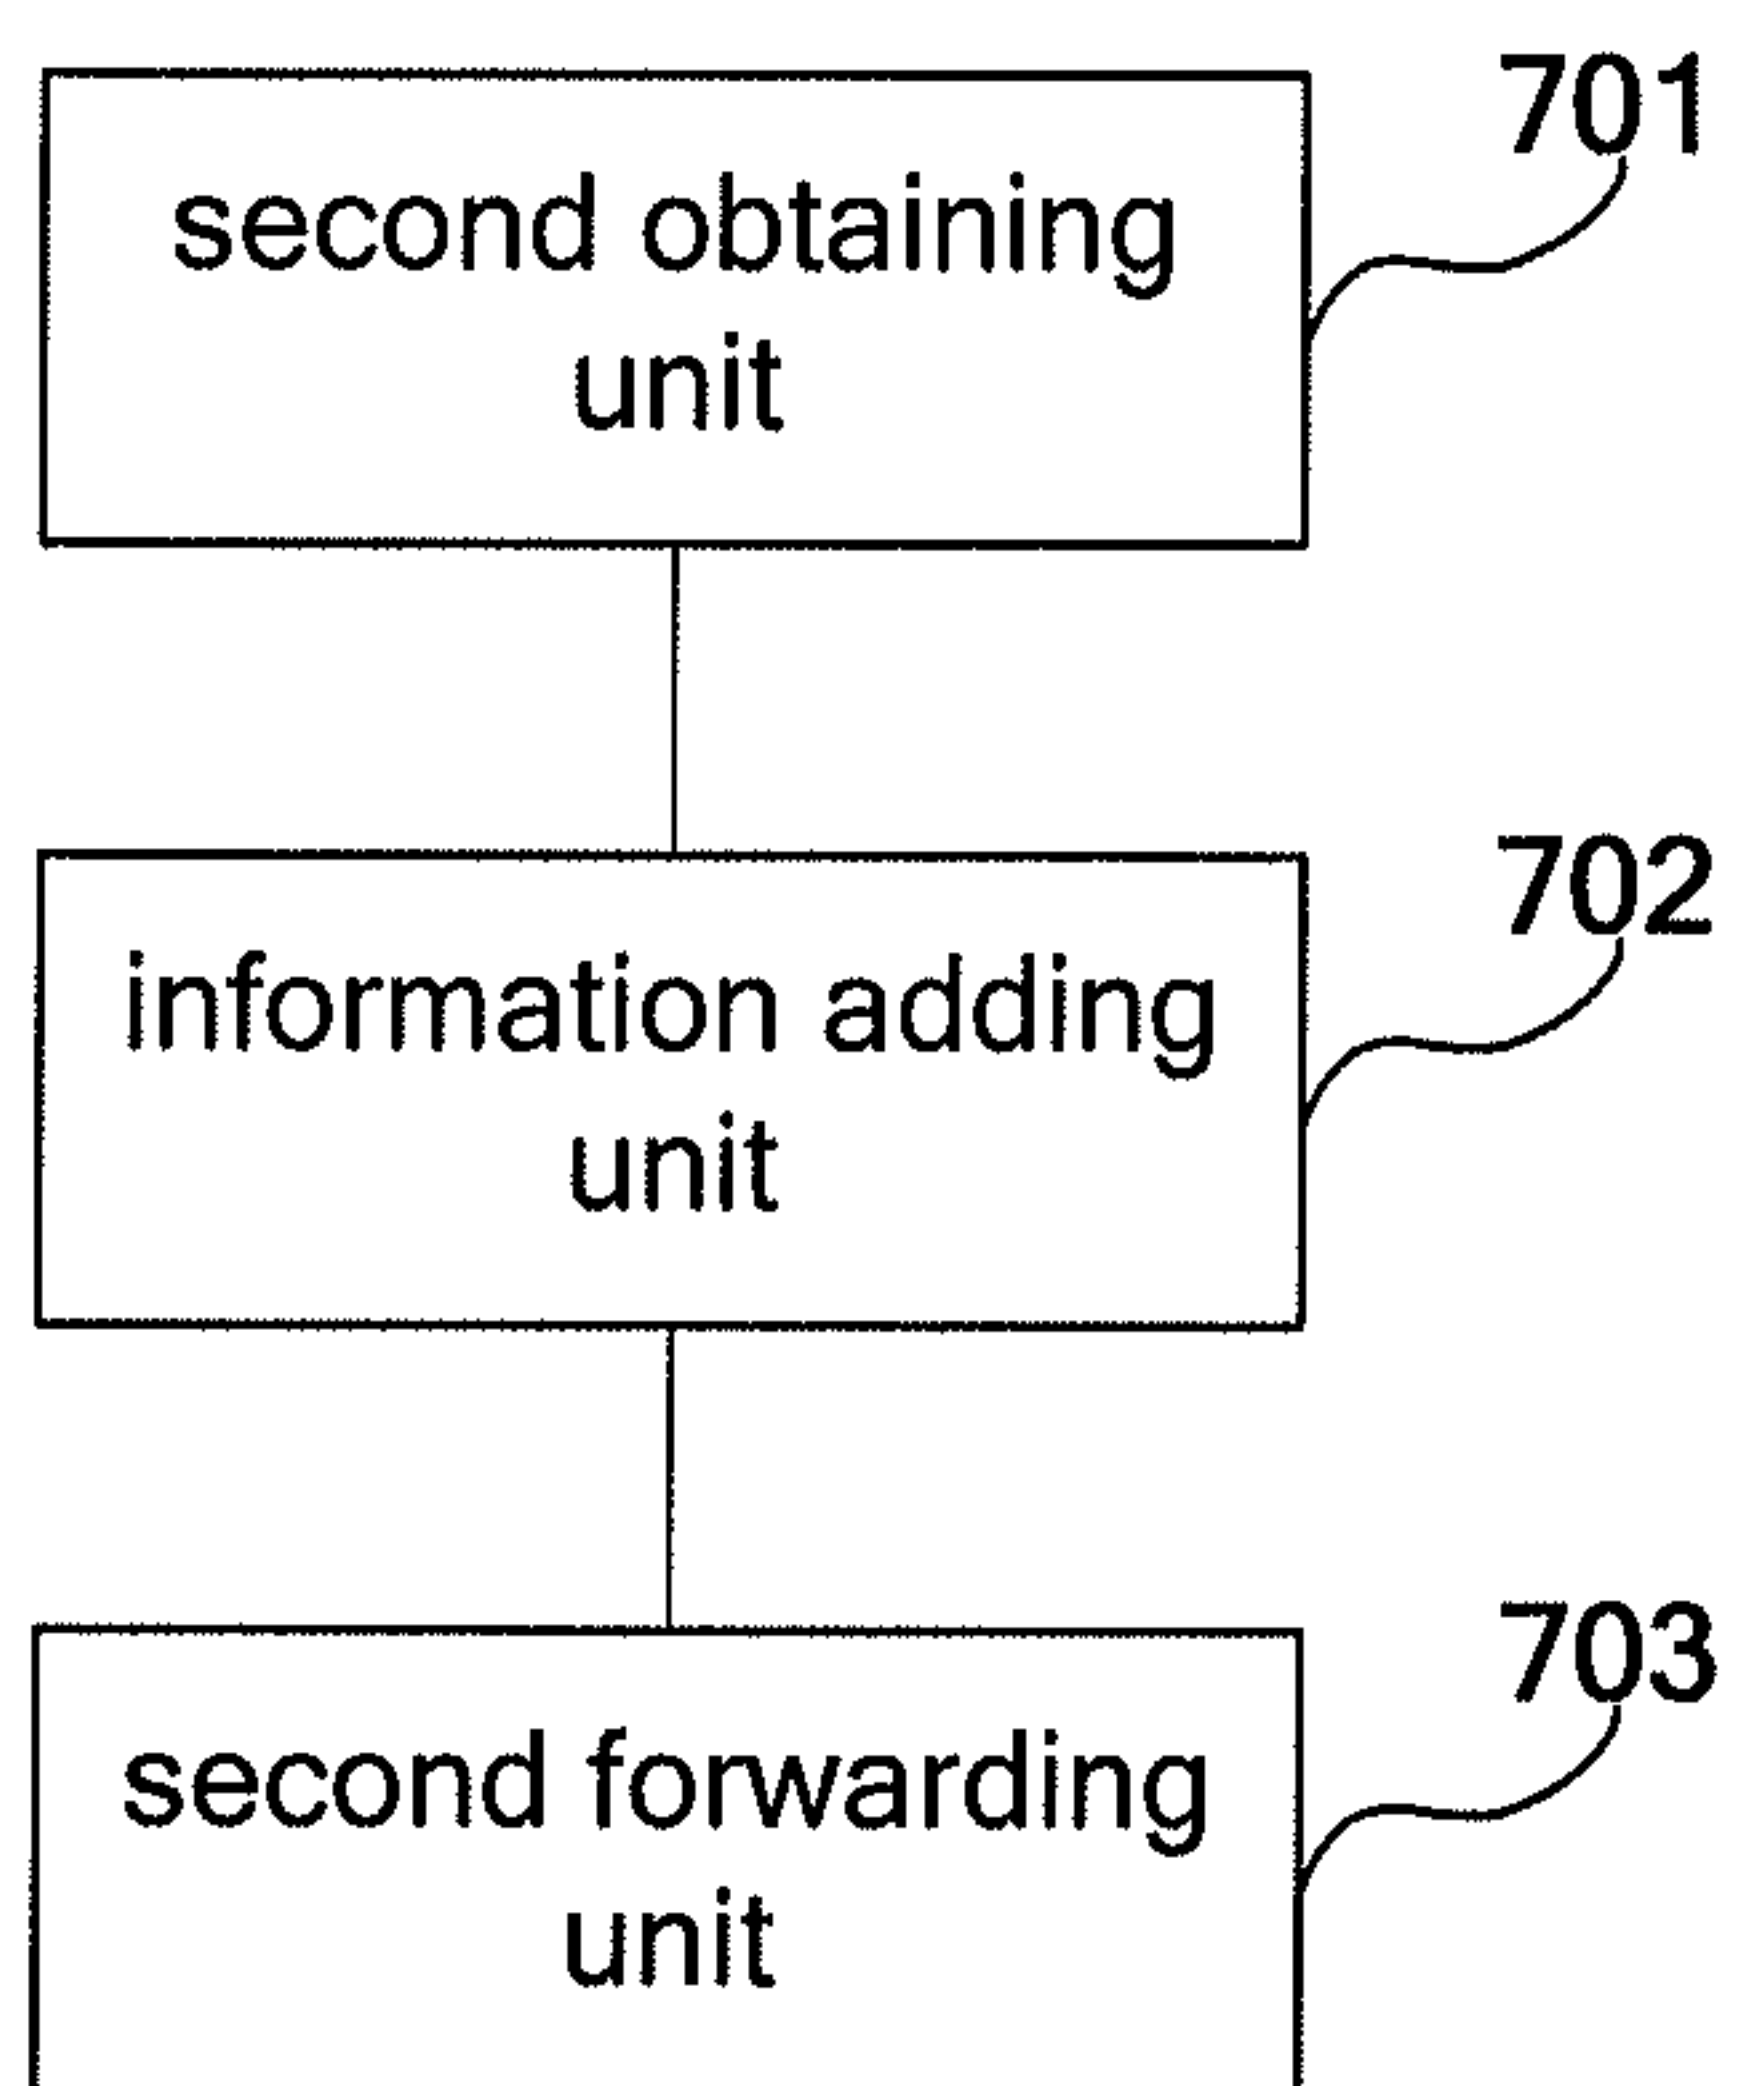 701
second obtaining
unit
702
information adding
unit
703
second forwarding
unit